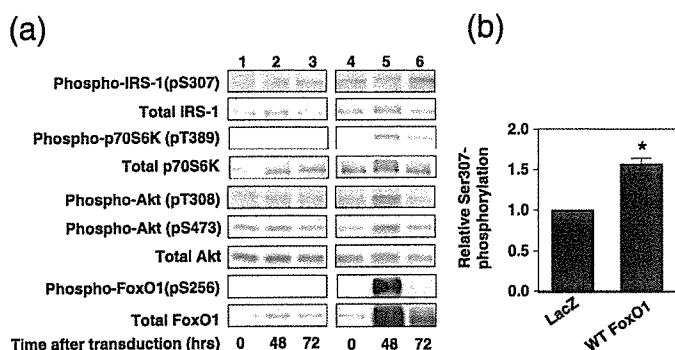 (a)
1 2 3 4 5 6
Phospho-IRS-1(pS307)
Total IRS-1
Phospho-p70S6K (pT389)
Total p70S6K
Phospho-Akt (pT308)
Phospho-Akt (pS473)
Total Akt
Phospho-FoxO1(pS256)
Total FoxO1
Time after transduction (hrs) 0 48 72 0 48 72
(b)
Relative Ser307-
phosphorylation
2.0
1.5
1.0
0.5
0.0
*
LacZ
WT FoxO1